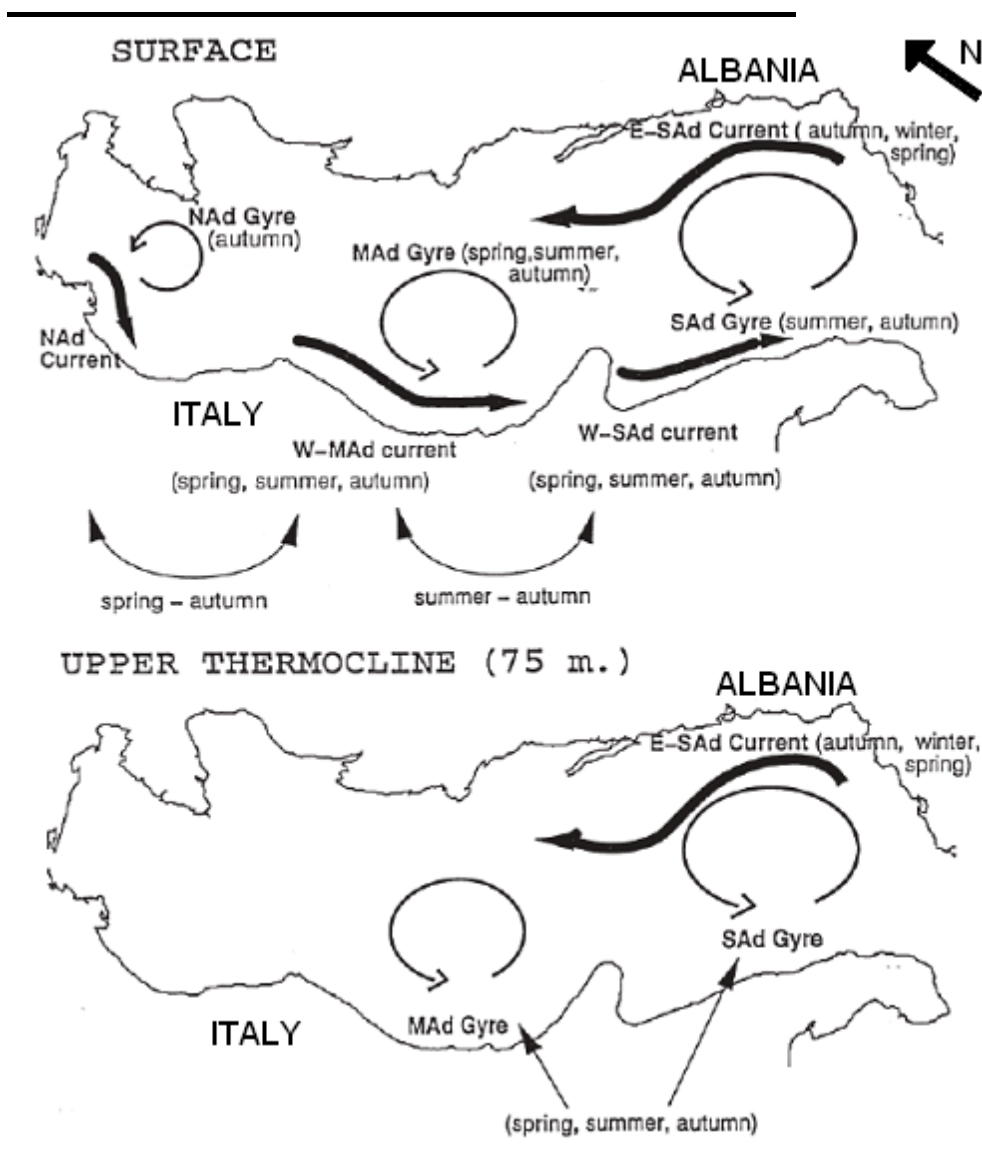 SURFACE
N
ALBANIA
E-SAd Current ( autumn, winter,
spring)
NAd Gyre
(autumn)
MAd Gyre (spring,summer,
autumn)
SAd Gyre (summer, autumn)
NAd
Current
ITALY
W-MAd current
(spring, summer, autumn)
W-SAd current
(spring, summer, autumn)
spring – autumn
summer – autumn
UPPER THERMOCLINE (75 m.)
ALBANIA
E-SAd Current (autumn, winter,
spring)
SAd Gyre
MAd Gyre
ITALY
(spring, summer, autumn)